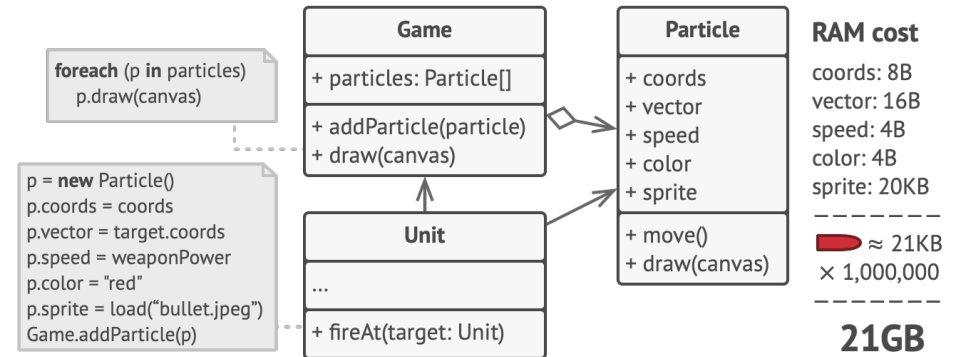 foreach (p in particles)
p.draw(canvas)
p = new Particle()
p.coords = coords
p.vector = target.coords
p.speed = weaponPower
p.color = "red"
p.sprite = load(“bullet.jpeg”)
Game.addParticle(p)
Game
+ particles: Particle[]
+ addParticle(particle)
+ draw(canvas)
Unit
...
+ fireAt(target: Unit)
Particle
+ coords
+ vector
+ speed
+ color
+ sprite
+ move()
+ draw(canvas)
RAM cost
coords: 8B
vector: 16B
speed: 4B
color: 4B
sprite: 20KB
≈ 21KB
× 1,000,000
21GB